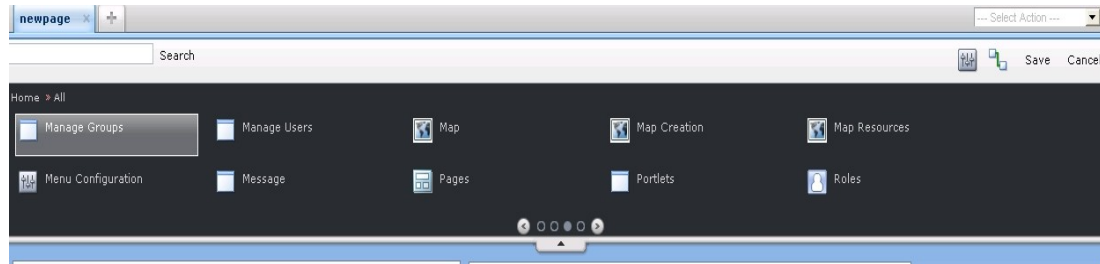 newpage
--- Select Action ---
Search
Save Cancel
Home » All
Manage Groups Manage Users Map Map Creation Map Resources
Menu Configuration Message Pages Portlets Roles